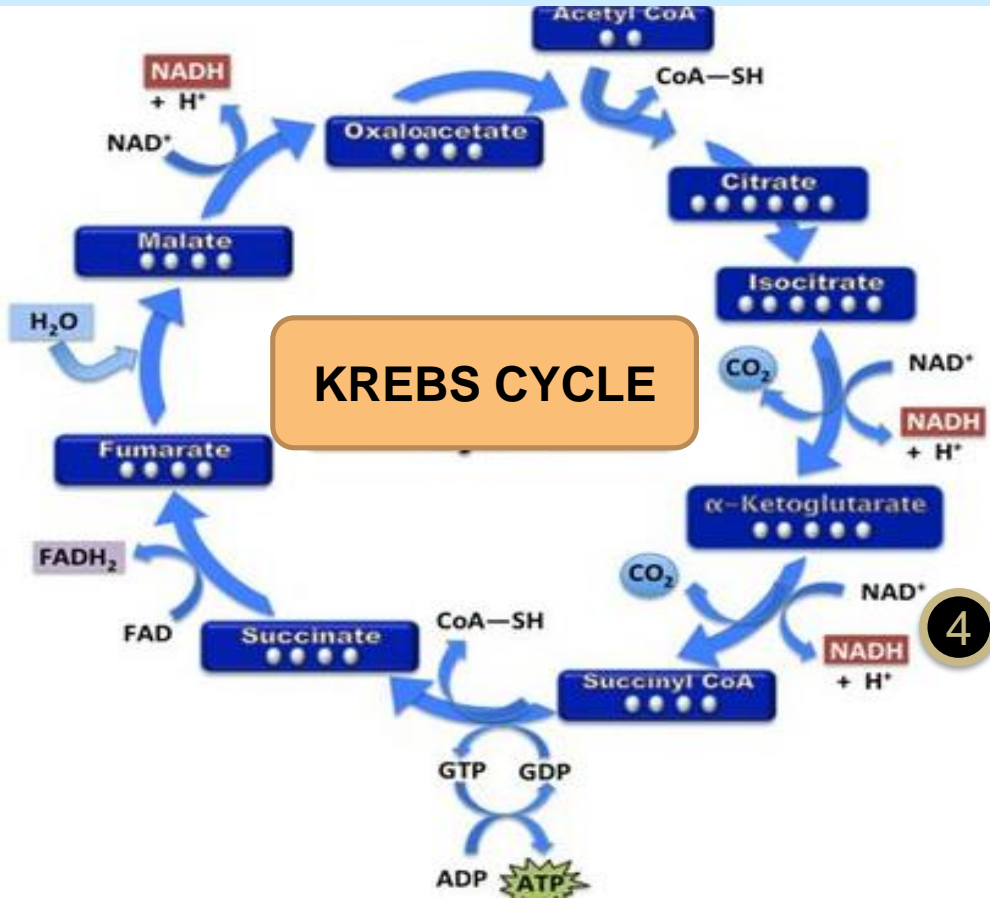 Acetyl CoA
CoA—SH
NADH
+ H⁺
NAD⁺
Oxaloacetate
Citrate
Malate
Isocitrate
H₂O
KREBS CYCLE
CO₂
NAD⁺
NADH
+ H⁺
Fumarate
α-Ketoglutarate
FADH₂
CO₂
NAD⁺
4
CoA—SH
FAD
Succinate
NADH
+ H⁺
Succinyl CoA
GTP
GDP
ADP
ATP